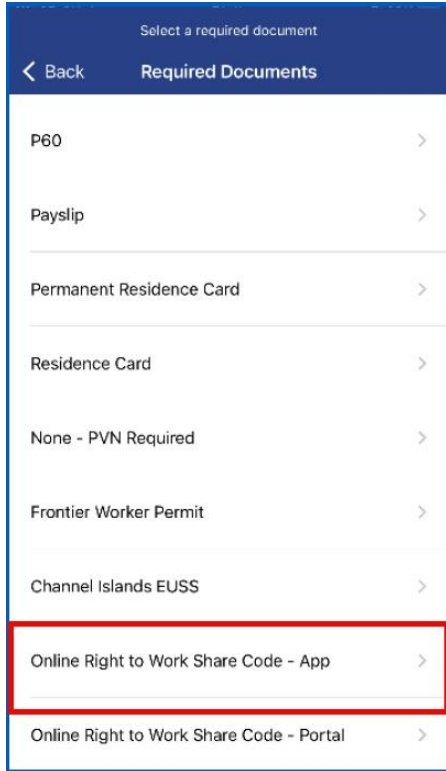 Select a required document
Back Required Documents
P60
Payslip
Permanent Residence Card
Residence Card
None - PVN Required
Frontier Worker Permit
Channel Islands EUSS
Online Right to Work Share Code - App
Online Right to Work Share Code - Portal